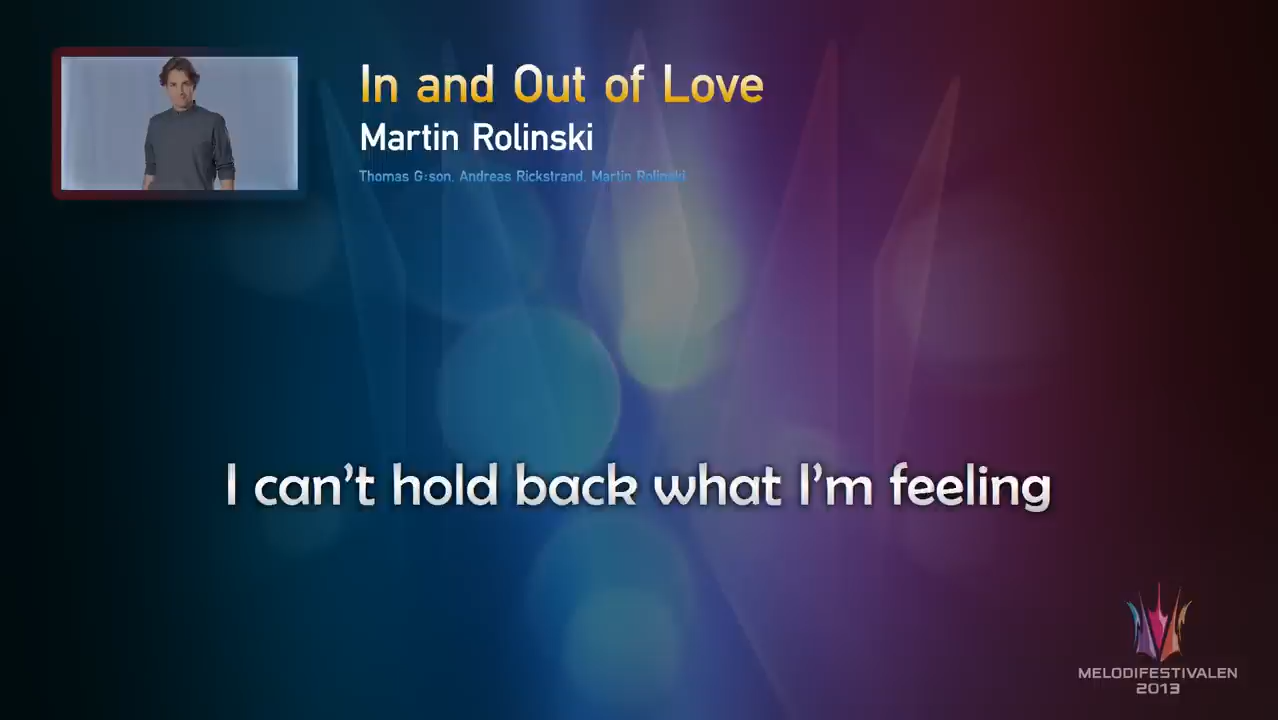 In and Out of Love
Martin Rolinski
Thomas G:son, Andreas Rickstrand, Martin Rolinski
I can't hold back what I'm feeling
MELODIFESTIVALEN
2013